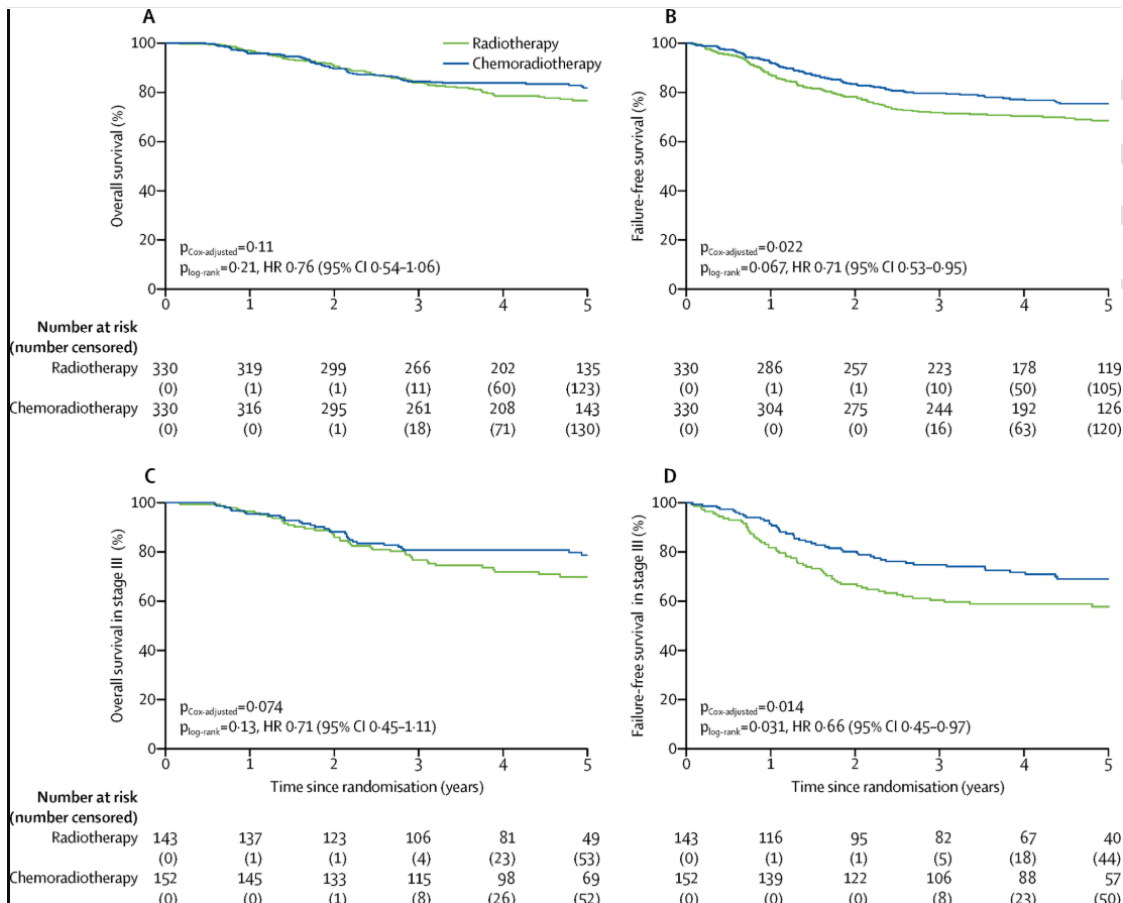 A
Overall survival (%)
100
80
60
40
20
0
Radiotherapy
Chemoradiotherapy
pCox-adjusted=0·11
plog-rank=0·21, HR 0·76 (95% CI 0·54–1·06)
0 1 2 3 4 5
B
Failure-free survival (%)
100
80
60
40
20
0
pCox-adjusted=0·022
plog-rank=0·067, HR 0·71 (95% CI 0·53–0·95)
0 1 2 3 4 5
Number at risk
(number censored)
Radiotherapy 330 319 299 266 202 135 330 286 257 223 178 119
(0) (1) (1) (11) (60) (123) (0) (1) (1) (10) (50) (105)
Chemoradiotherapy 330 316 295 261 208 143 330 304 275 244 192 126
(0) (0) (1) (18) (71) (130) (0) (0) (0) (16) (63) (120)
C
Overall survival in stage III (%)
100
80
60
40
20
0
pCox-adjusted=0·074
plog-rank=0·13, HR 0·71 (95% CI 0·45–1·11)
0 1 2 3 4 5
Time since randomisation (years)
D
Failure-free survival in stage III (%)
100
80
60
40
20
0
pCox-adjusted=0·014
plog-rank=0·031, HR 0·66 (95% CI 0·45–0·97)
0 1 2 3 4 5
Time since randomisation (years)
Number at risk
(number censored)
Radiotherapy 143 137 123 106 81 49 143 116 95 82 67 40
(0) (1) (1) (4) (23) (53) (0) (1) (1) (5) (18) (44)
Chemoradiotherapy 152 145 133 115 98 69 152 139 122 106 88 57
(0) (0) (1) (8) (26) (52) (0) (0) (0) (8) (23) (50)